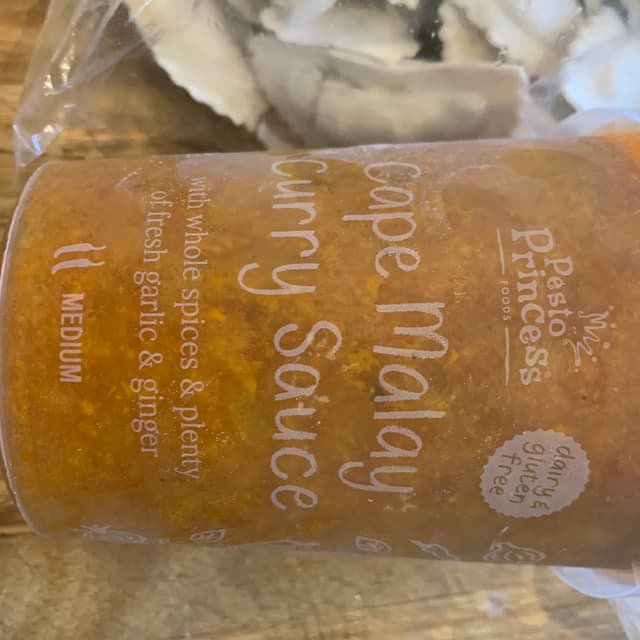 Pesto
Princess
FOODS
dairy &
gluten
free
Cape Malay
Curry Sauce
with whole spices & plenty
of fresh garlic & ginger
MEDIUM